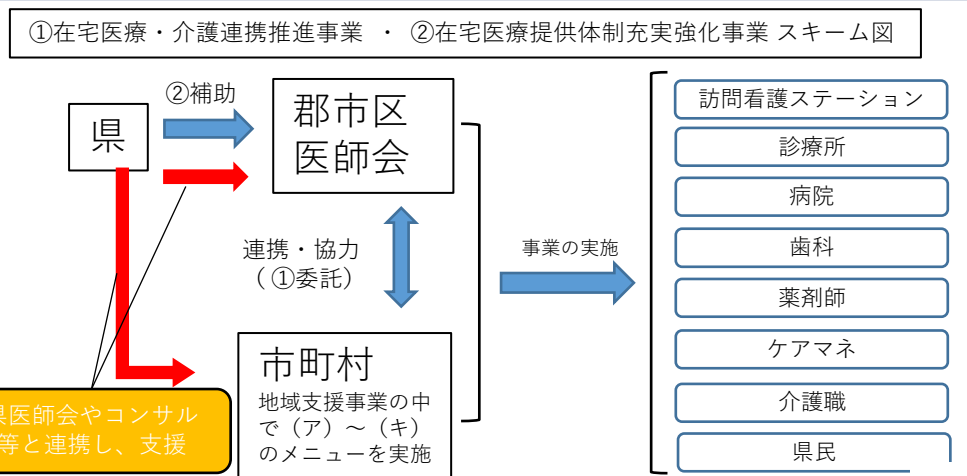 ①在宅医療・介護連携推進事業 ・ ②在宅医療提供体制充実強化事業 スキーム図
県
②補助
郡市区
医師会
連携・協力
（①委託）
市町村
地域支援事業の中
で（ア）～（キ）
のメニューを実施
県医師会やコンサル
等と連携し、支援
事業の実施
訪問看護ステーション
診療所
病院
歯科
薬剤師
ケアマネ
介護職
県民